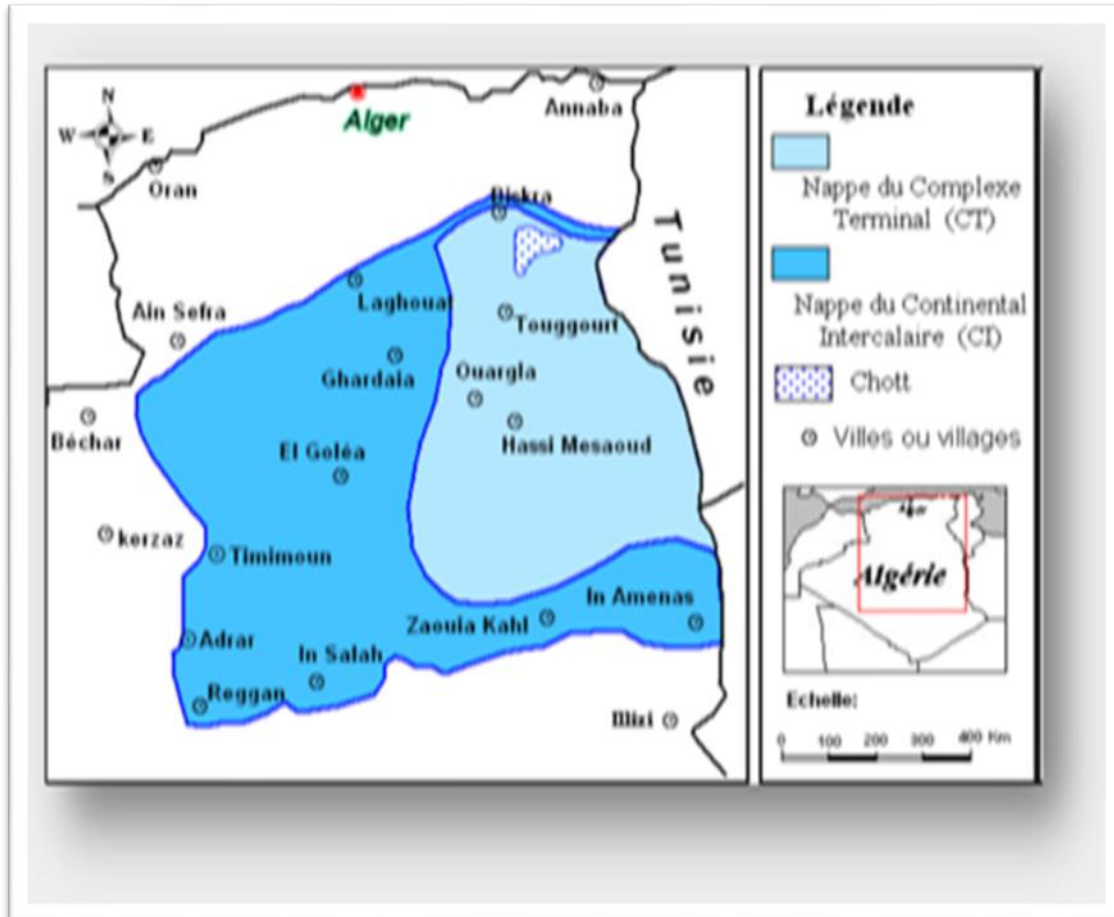 N
W E
S
Alger
Annaba
Oran
Biskra
Tunisie
Laghouat
Ain Sefra
Touggourt
Ghardaia
Ouargla
Béchar
El Goléa
Hassi Mesaoud
kerzaz
Timimoun
In Amenas
Zaouia Kahl
Adrar
In Salah
Reggan
Illizi
Légende
Nappe du Complexe
Terminal (CT)
Nappe du Continental
Intercalaire (CI)
Chott
Villes ou villages
Alger
Algérie
Echelle:
0 100 200 300 400 Km